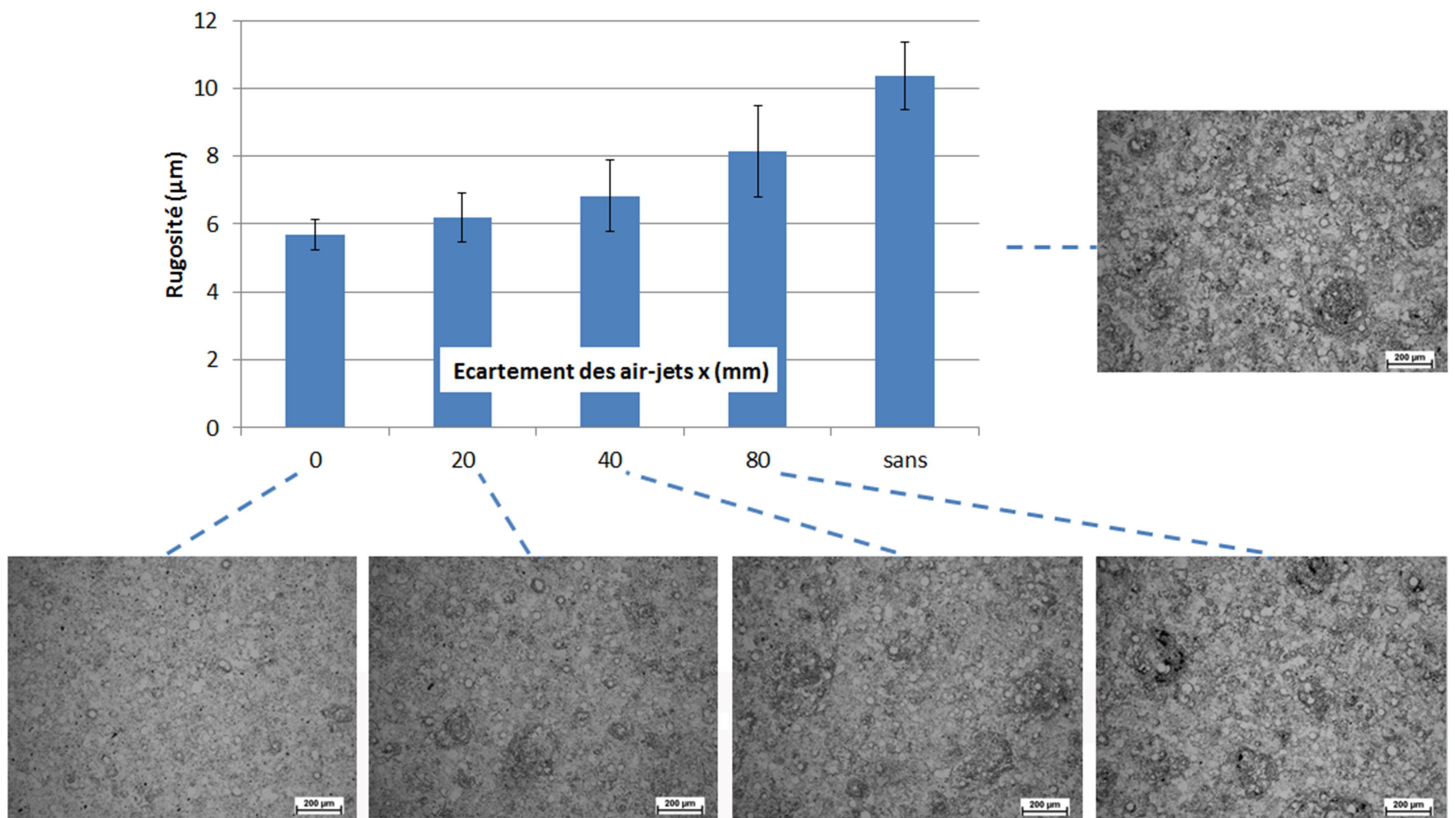 12
10
8
6
4
2
0
Rugosité (µm)
Ecartement des air-jets x (mm)
0 20 40 80 sans
200 µm
200 µm
200 µm
200 µm
200 µm